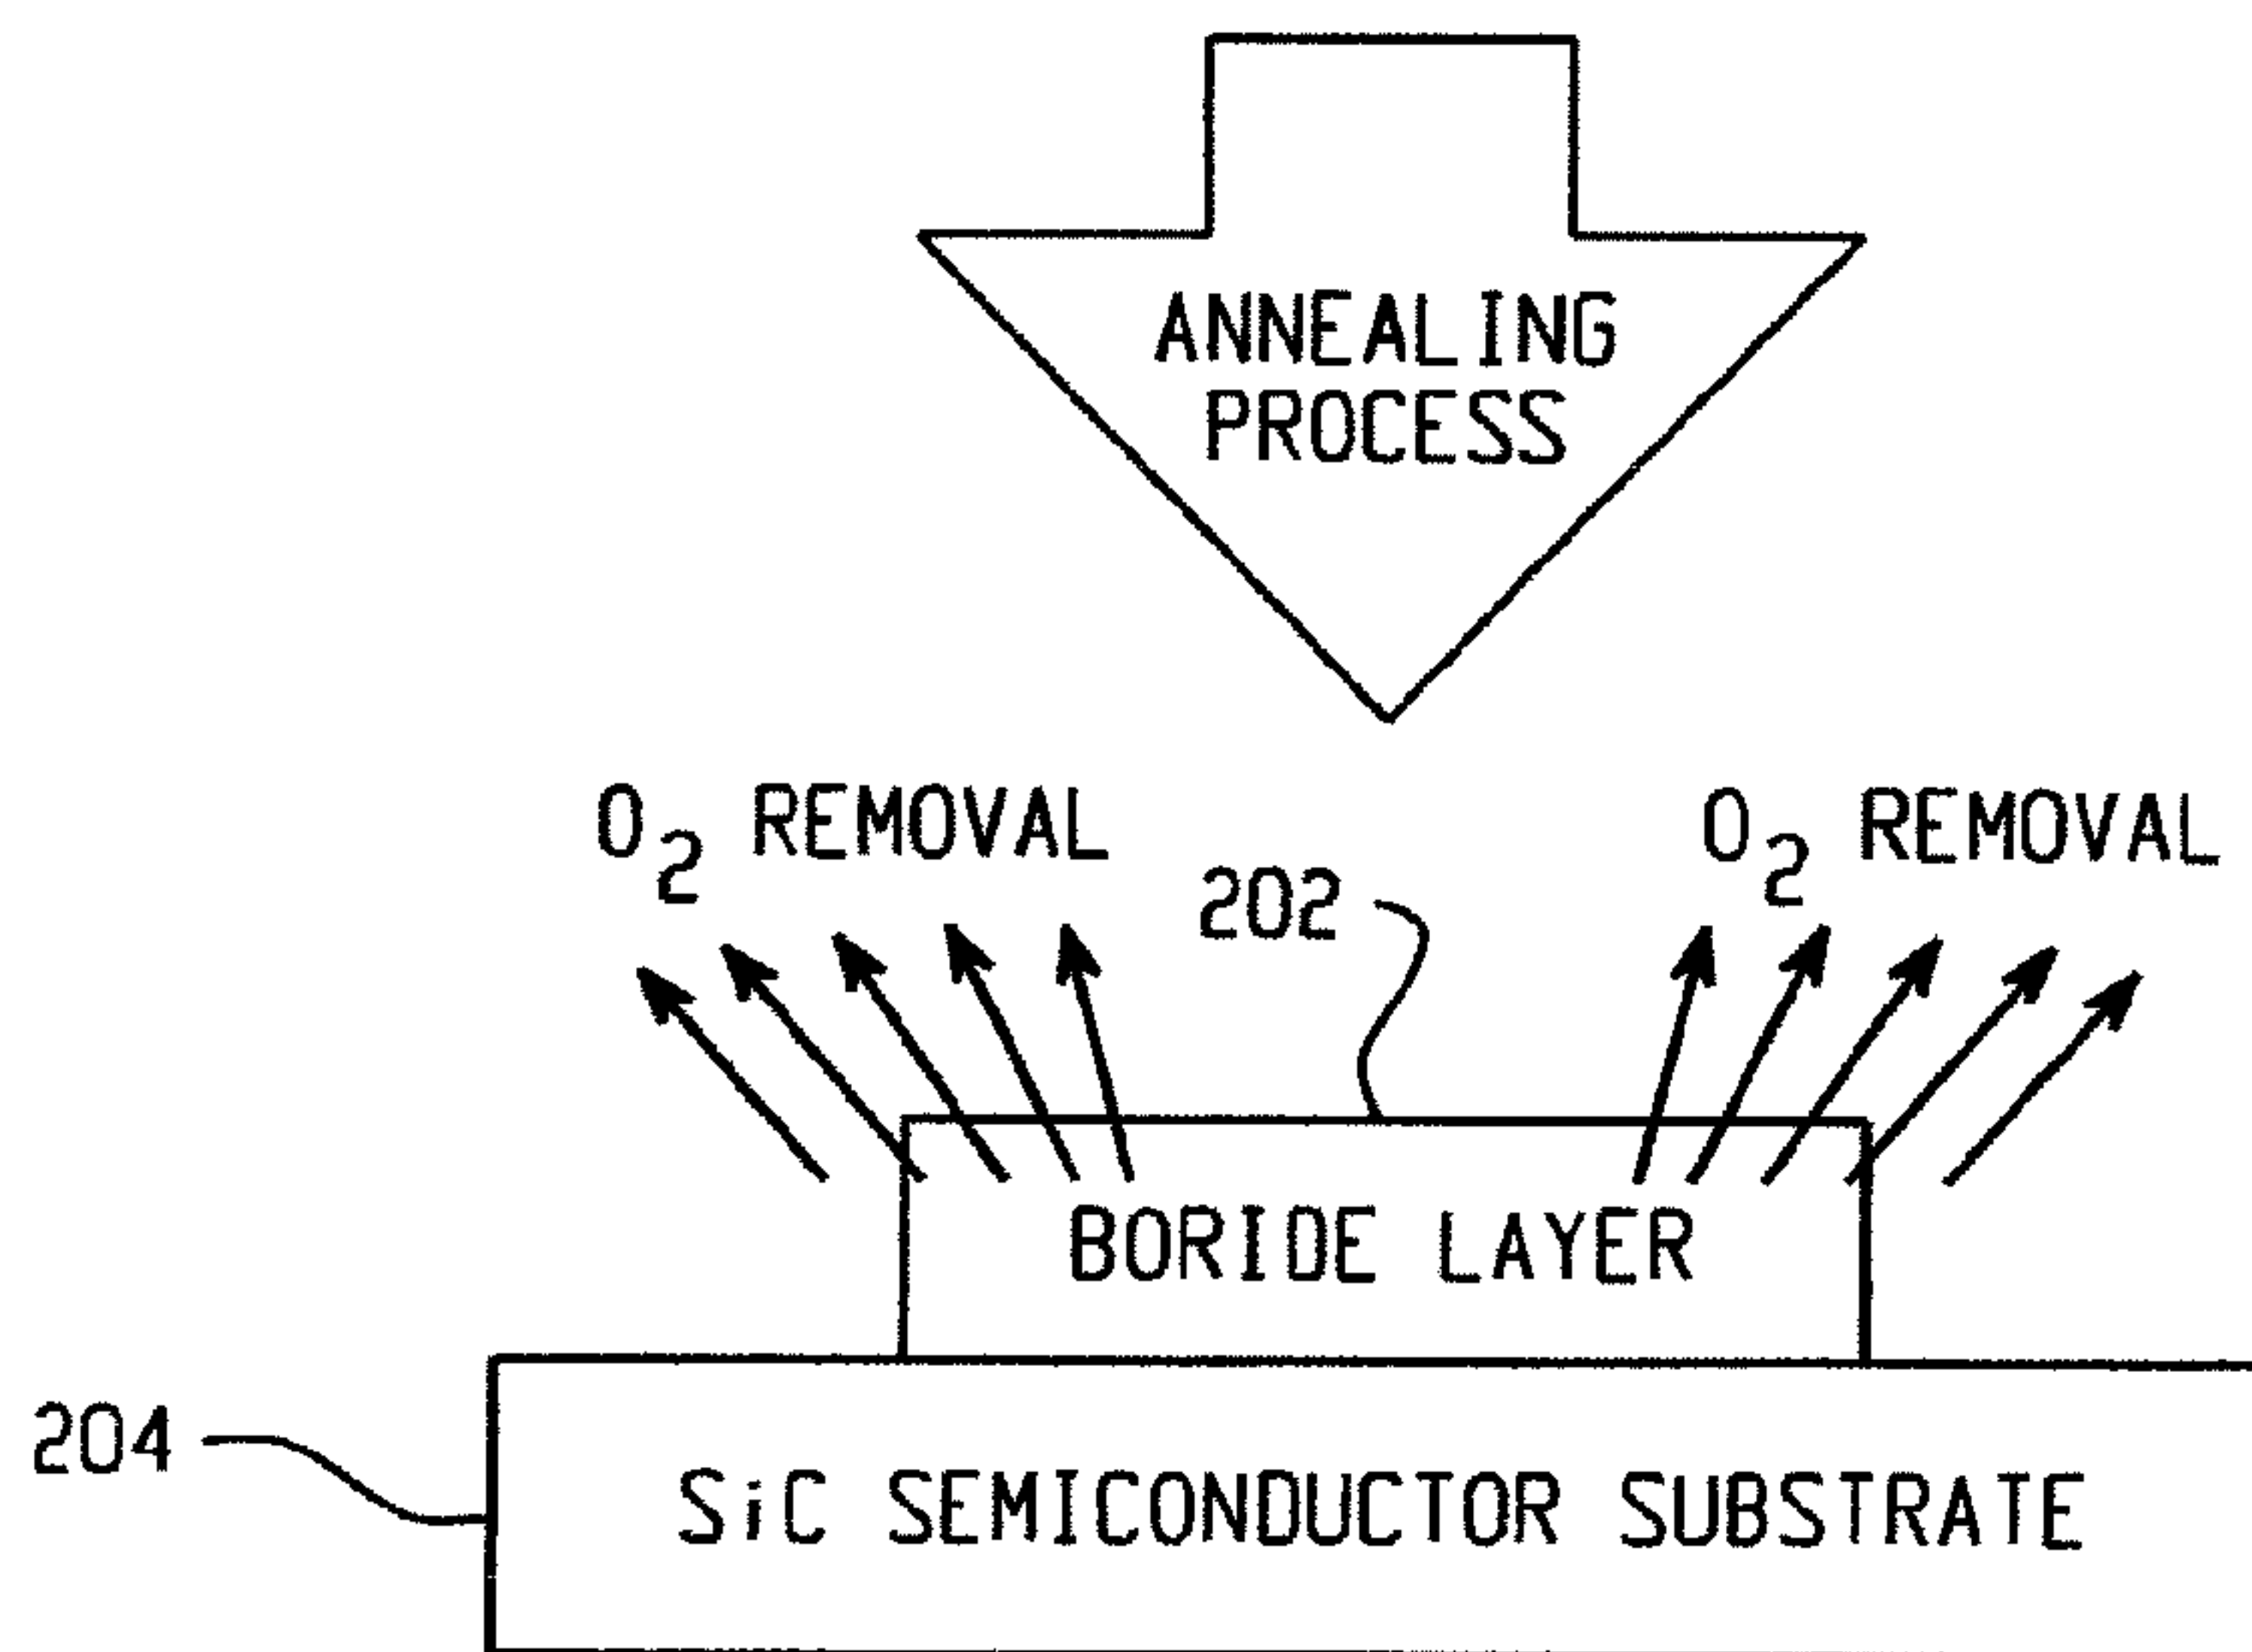 ANNEALING
PROCESS
O2 REMOVAL
O2 REMOVAL
202
BORIDE LAYER
204
SiC SEMICONDUCTOR SUBSTRATE